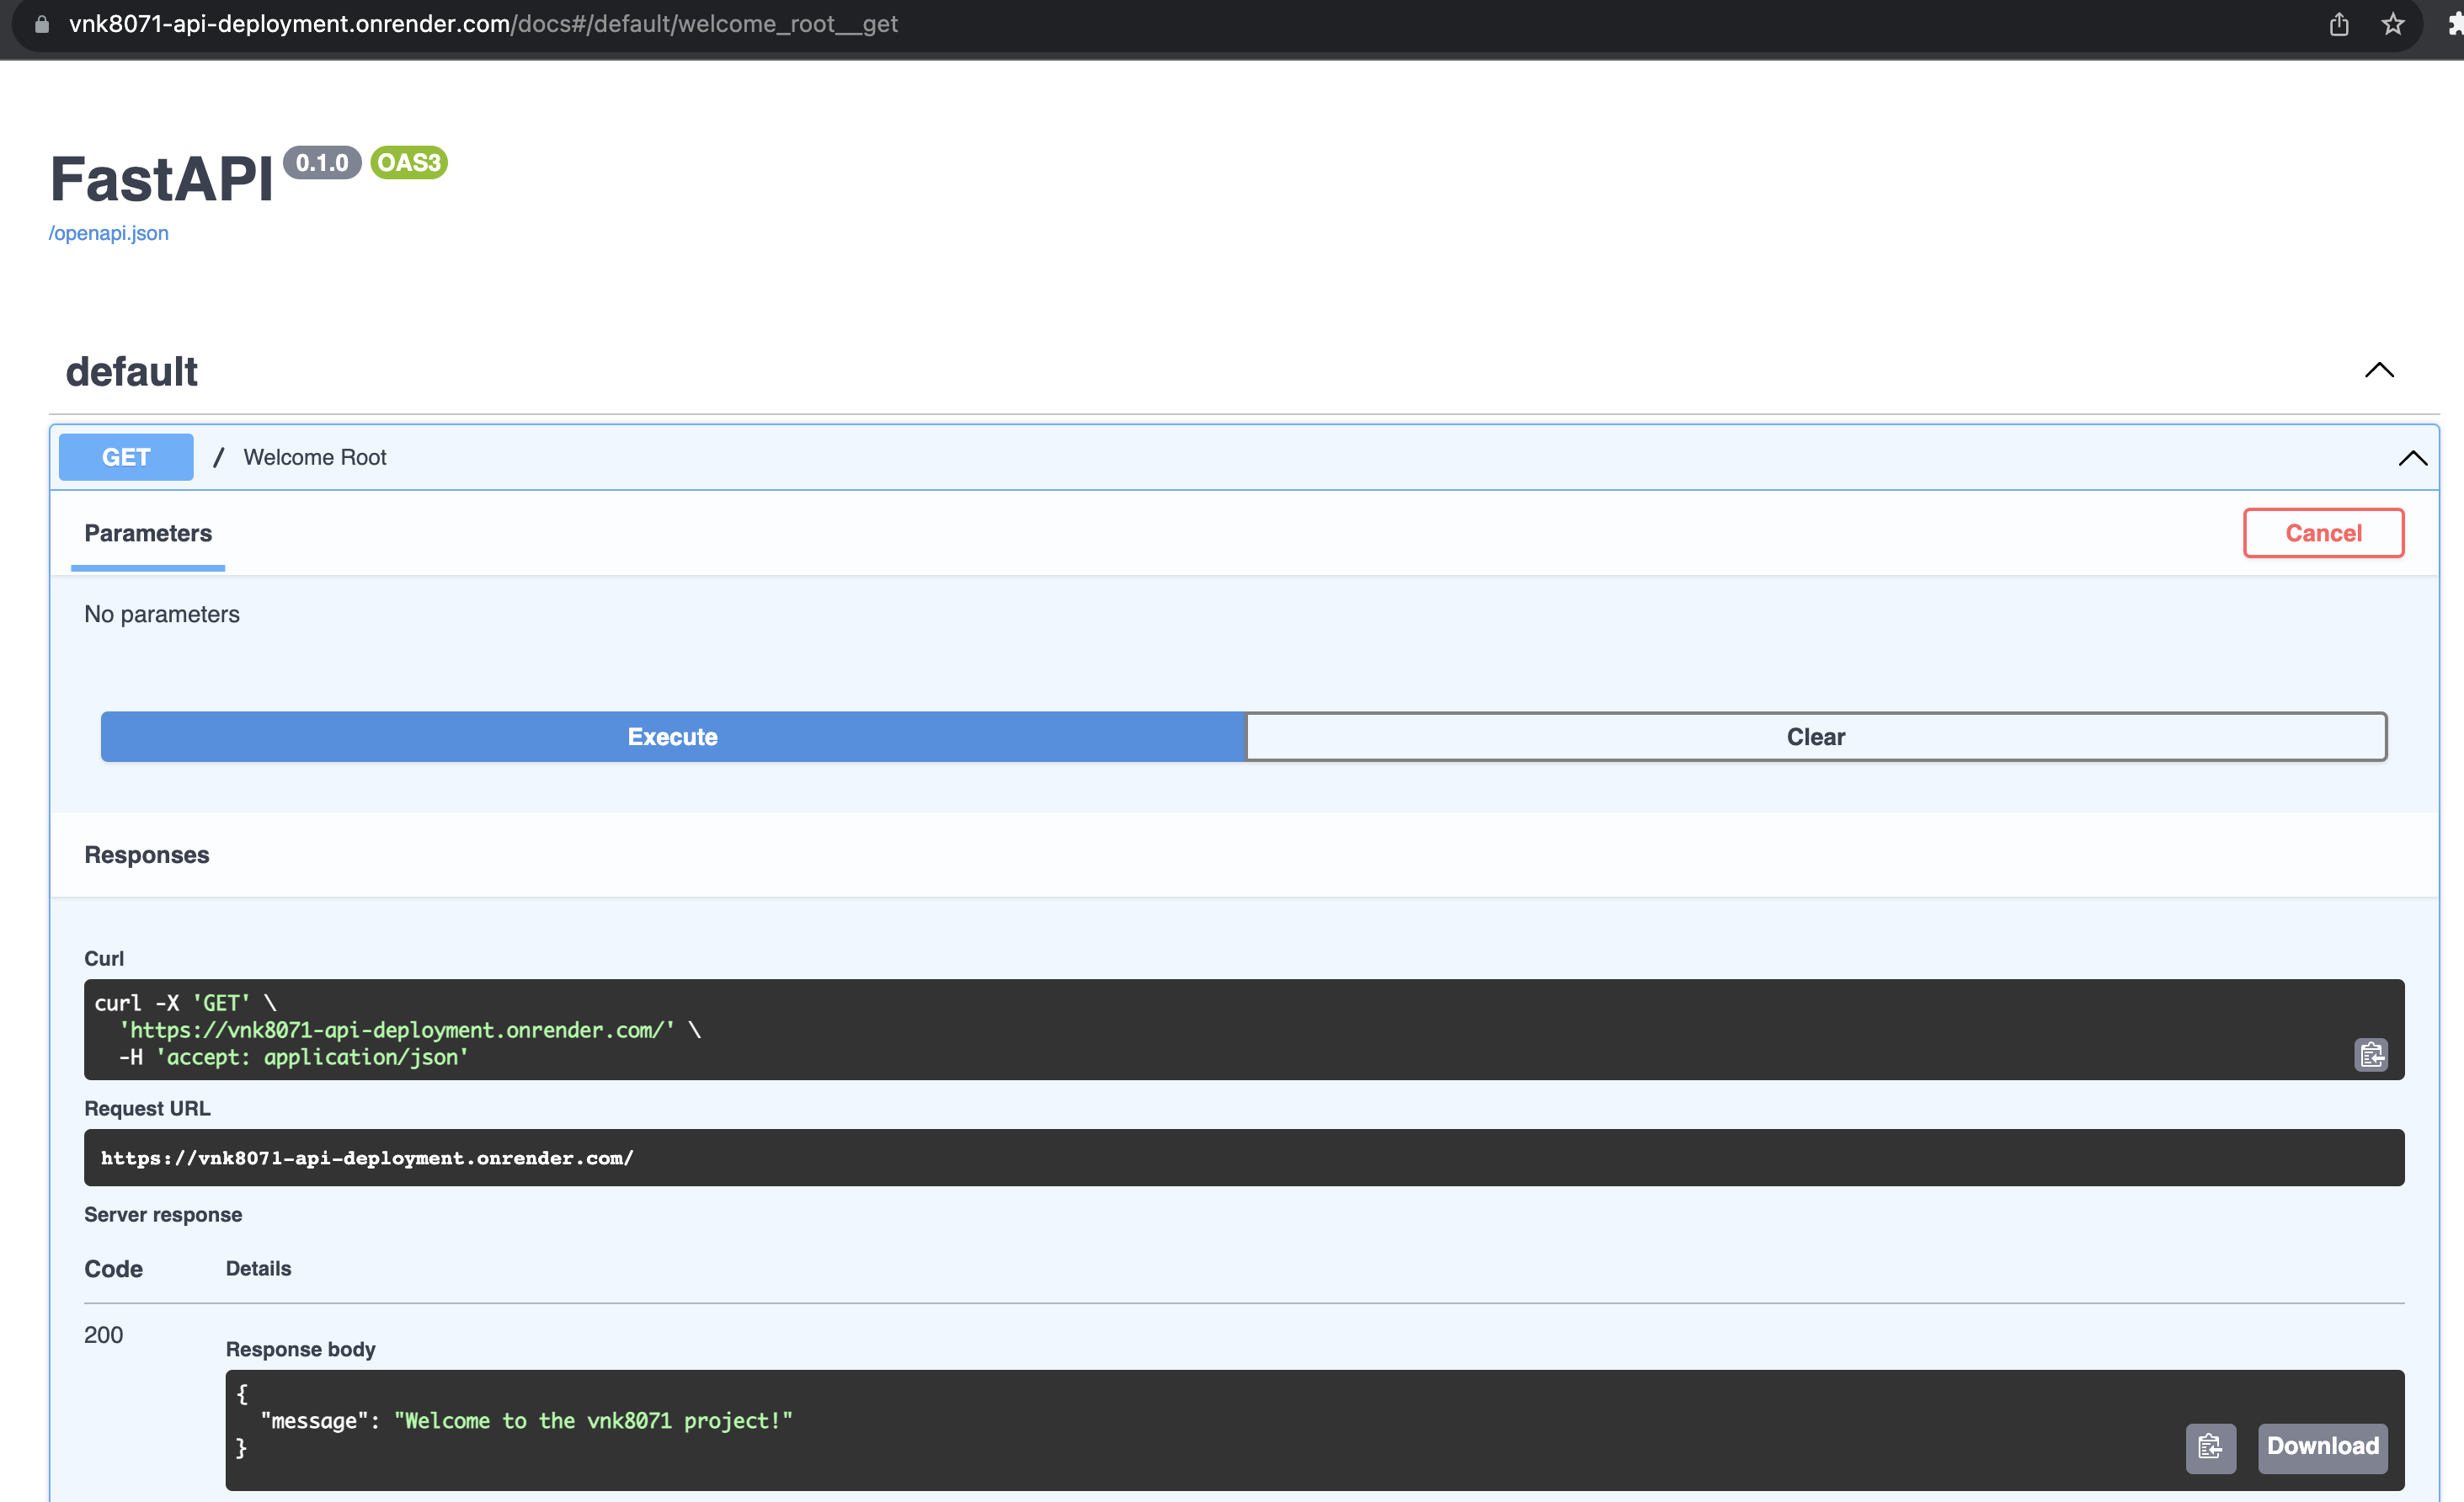 vnk8071-api-deployment.onrender.com/docs#/default/welcome_root__get
FastAPI 0.1.0 OAS3
/openapi.json
default
GET / Welcome Root
Parameters
Cancel
No parameters
Execute
Clear
Responses
Curl
curl -X 'GET' \
'https://vnk8071-api-deployment.onrender.com/' \
-H 'accept: application/json'
Request URL
https://vnk8071-api-deployment.onrender.com/
Server response
Code Details
200
Response body
{
"message": "Welcome to the vnk8071 project!"
}
Download